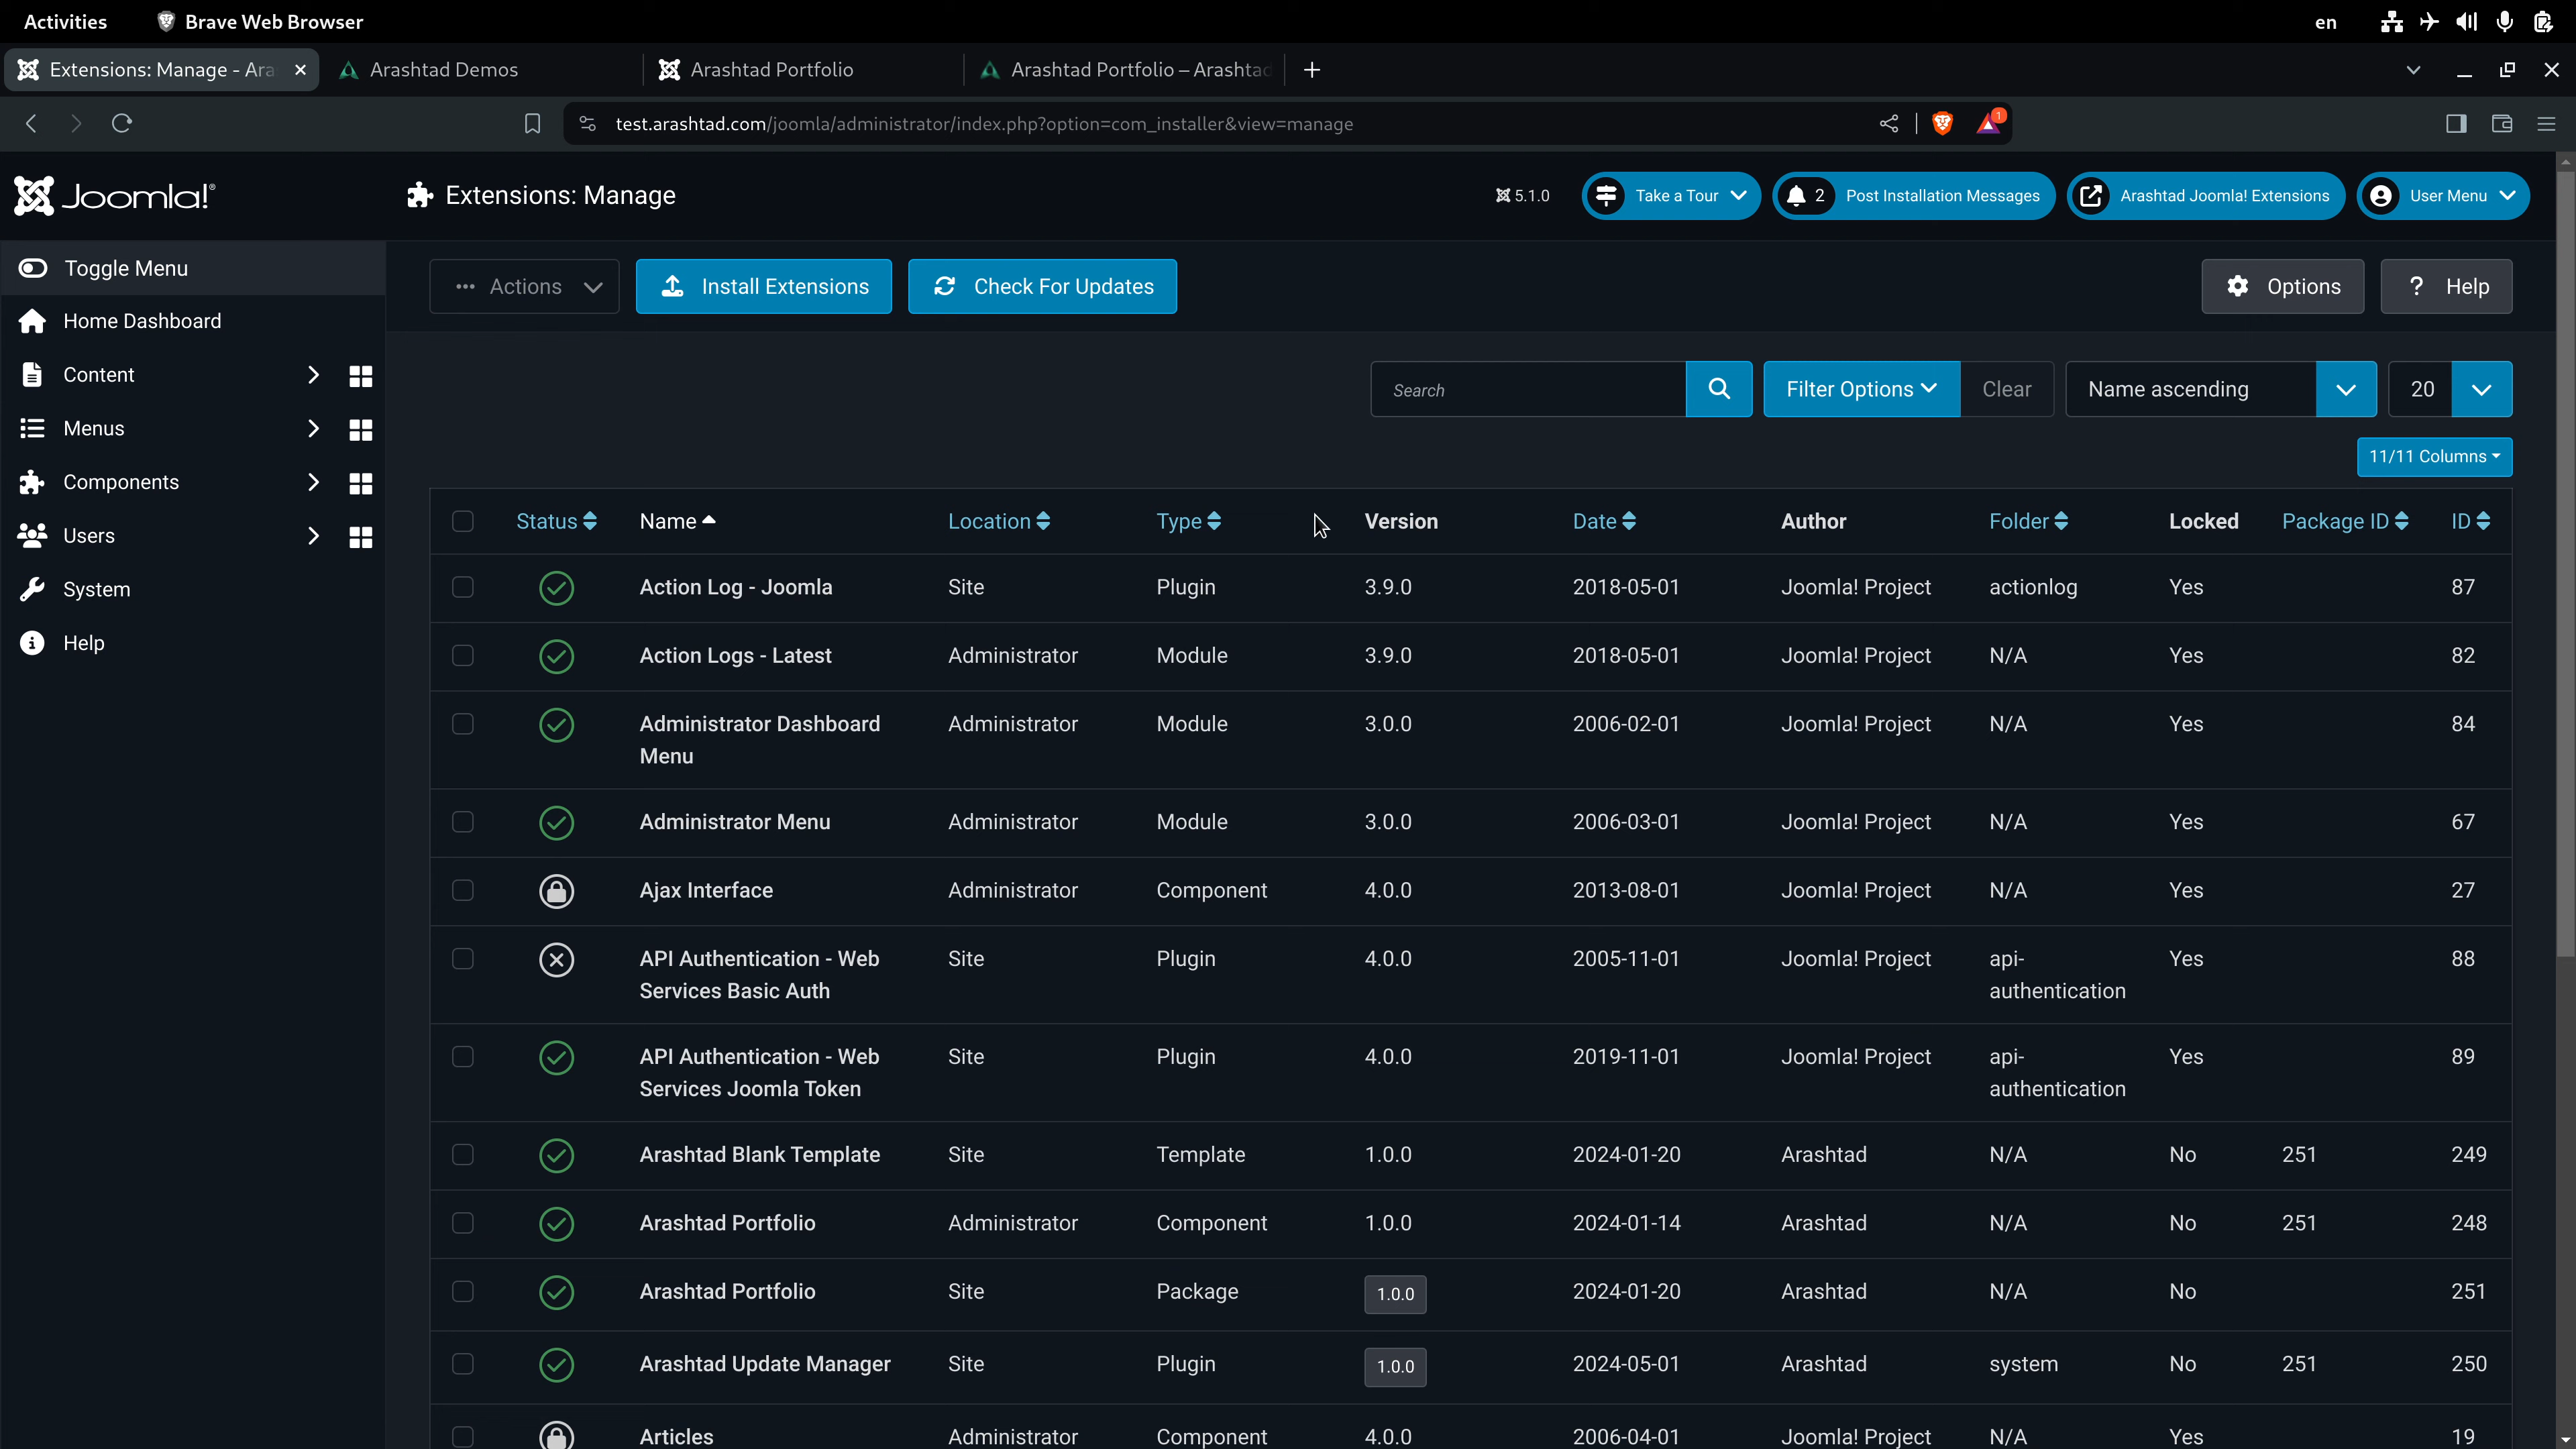 Activities Brave Web Browser en
Extensions: Manage - Ara Arashtad Demos Arashtad Portfolio Arashtad Portfolio – Arashtad
test.arashtad.com/joomla/administrator/index.php?option=com_installer&view=manage 1
Joomla!® Extensions: Manage 5.1.0 Take a Tour 2 Post Installation Messages Arashtad Joomla! Extensions User Menu
Toggle Menu
Home Dashboard
Content
Menus
Components
Users
System
Help
... Actions Install Extensions Check For Updates Options ? Help
Search Filter Options Clear Name ascending 20
11/11 Columns
Status Name Location Type Version Date Author Folder Locked Package ID ID
Action Log - Joomla Site Plugin 3.9.0 2018-05-01 Joomla! Project actionlog Yes 87
Action Logs - Latest Administrator Module 3.9.0 2018-05-01 Joomla! Project N/A Yes 82
Administrator Dashboard Administrator Module 3.0.0 2006-02-01 Joomla! Project N/A Yes 84
Menu
Administrator Menu Administrator Module 3.0.0 2006-03-01 Joomla! Project N/A Yes 67
Ajax Interface Administrator Component 4.0.0 2013-08-01 Joomla! Project N/A Yes 27
API Authentication - Web Site Plugin 4.0.0 2005-11-01 Joomla! Project api- Yes 88
Services Basic Auth authentication
API Authentication - Web Site Plugin 4.0.0 2019-11-01 Joomla! Project api- Yes 89
Services Joomla Token authentication
Arashtad Blank Template Site Template 1.0.0 2024-01-20 Arashtad N/A No 251 249
Arashtad Portfolio Administrator Component 1.0.0 2024-01-14 Arashtad N/A No 251 248
Arashtad Portfolio Site Package 1.0.0 2024-01-20 Arashtad N/A No 251
Arashtad Update Manager Site Plugin 1.0.0 2024-05-01 Arashtad system No 251 250
Articles Administrator Component 4.0.0 2006-04-01 Joomla! Project N/A Yes 19